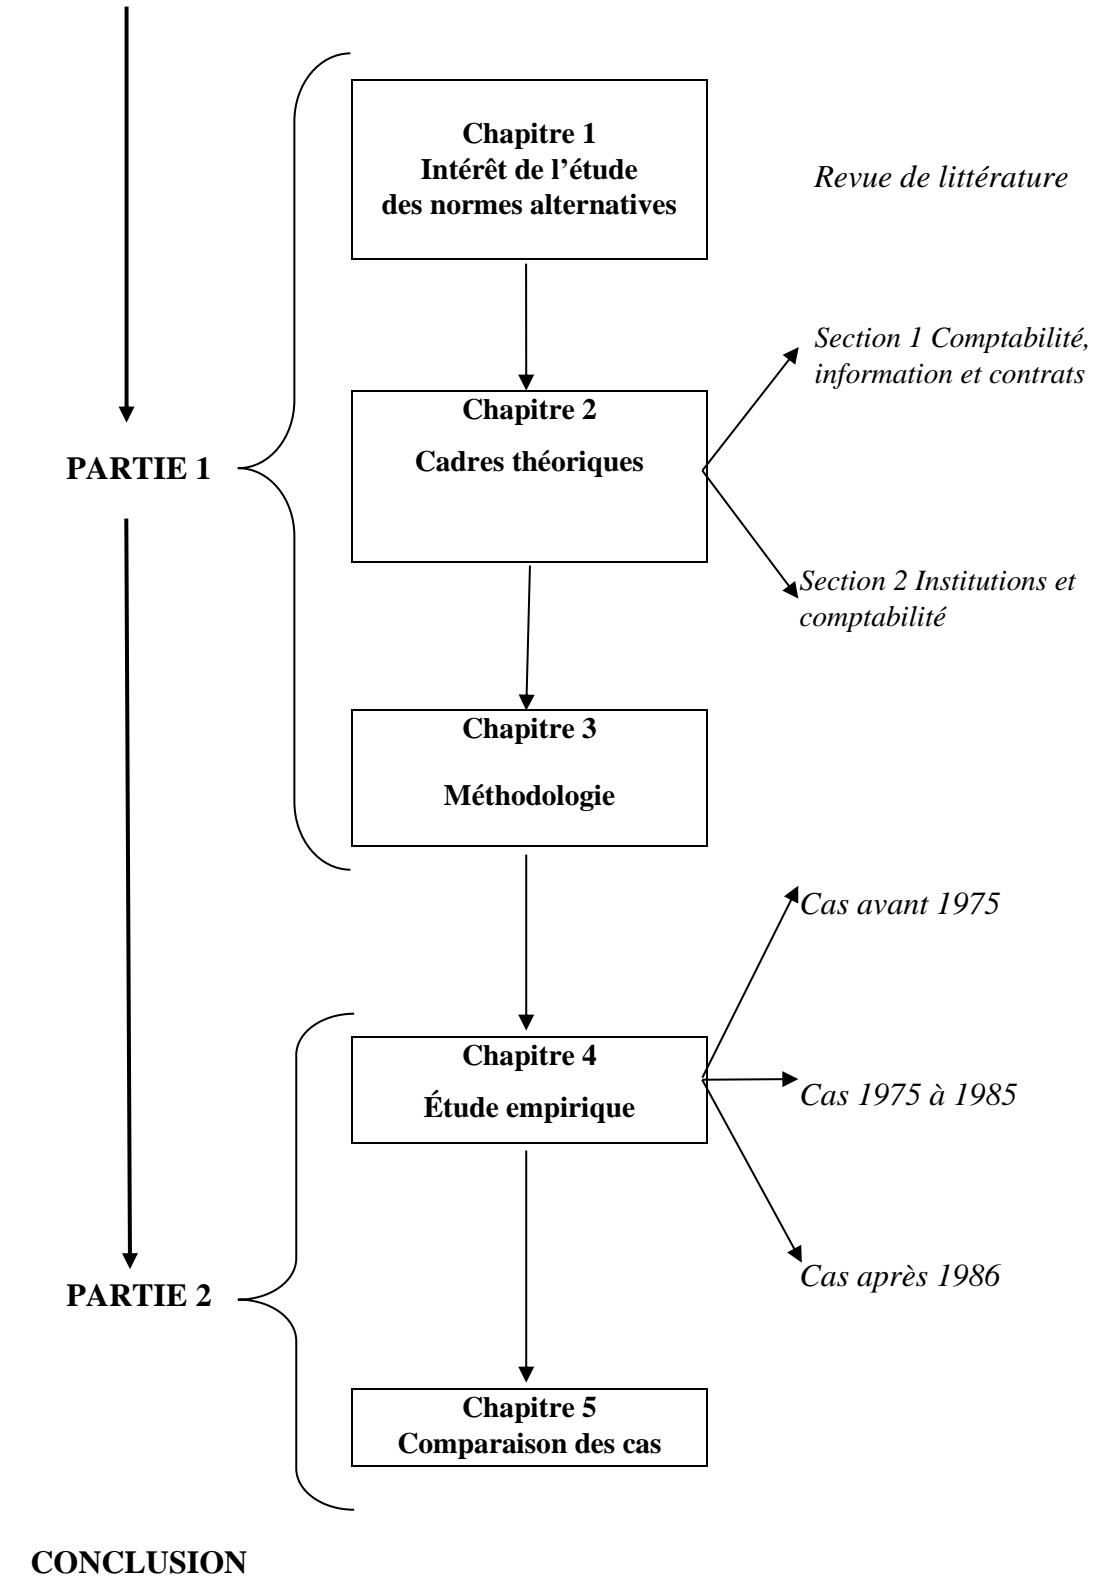 Chapitre 1
Intérêt de l’étude
des normes alternatives
Revue de littérature
Chapitre 2
Cadres théoriques
Section 1 Comptabilité,
information et contrats
PARTIE 1
Section 2 Institutions et
comptabilité
Chapitre 3
Méthodologie
Chapitre 4
Étude empirique
Cas avant 1975
Cas 1975 à 1985
Cas après 1986
PARTIE 2
Chapitre 5
Comparaison des cas
CONCLUSION